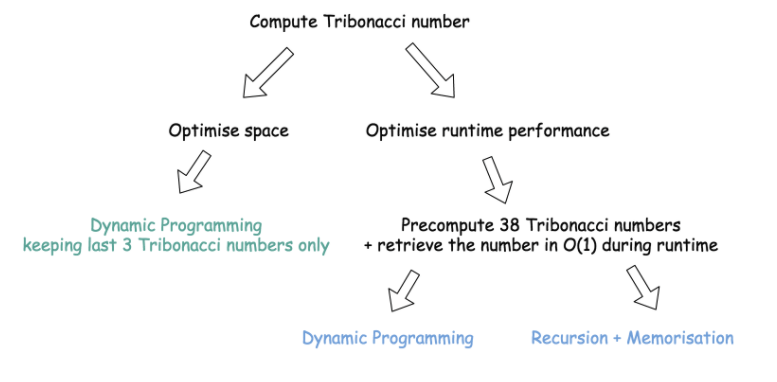 Compute Tribonacci number
Optimise space
Optimise runtime performance
Dynamic Programming
keeping last 3 Tribonacci numbers only
Precompute 38 Tribonacci numbers
+ retrieve the number in O(1) during runtime
Dynamic Programming
Recursion + Memorisation